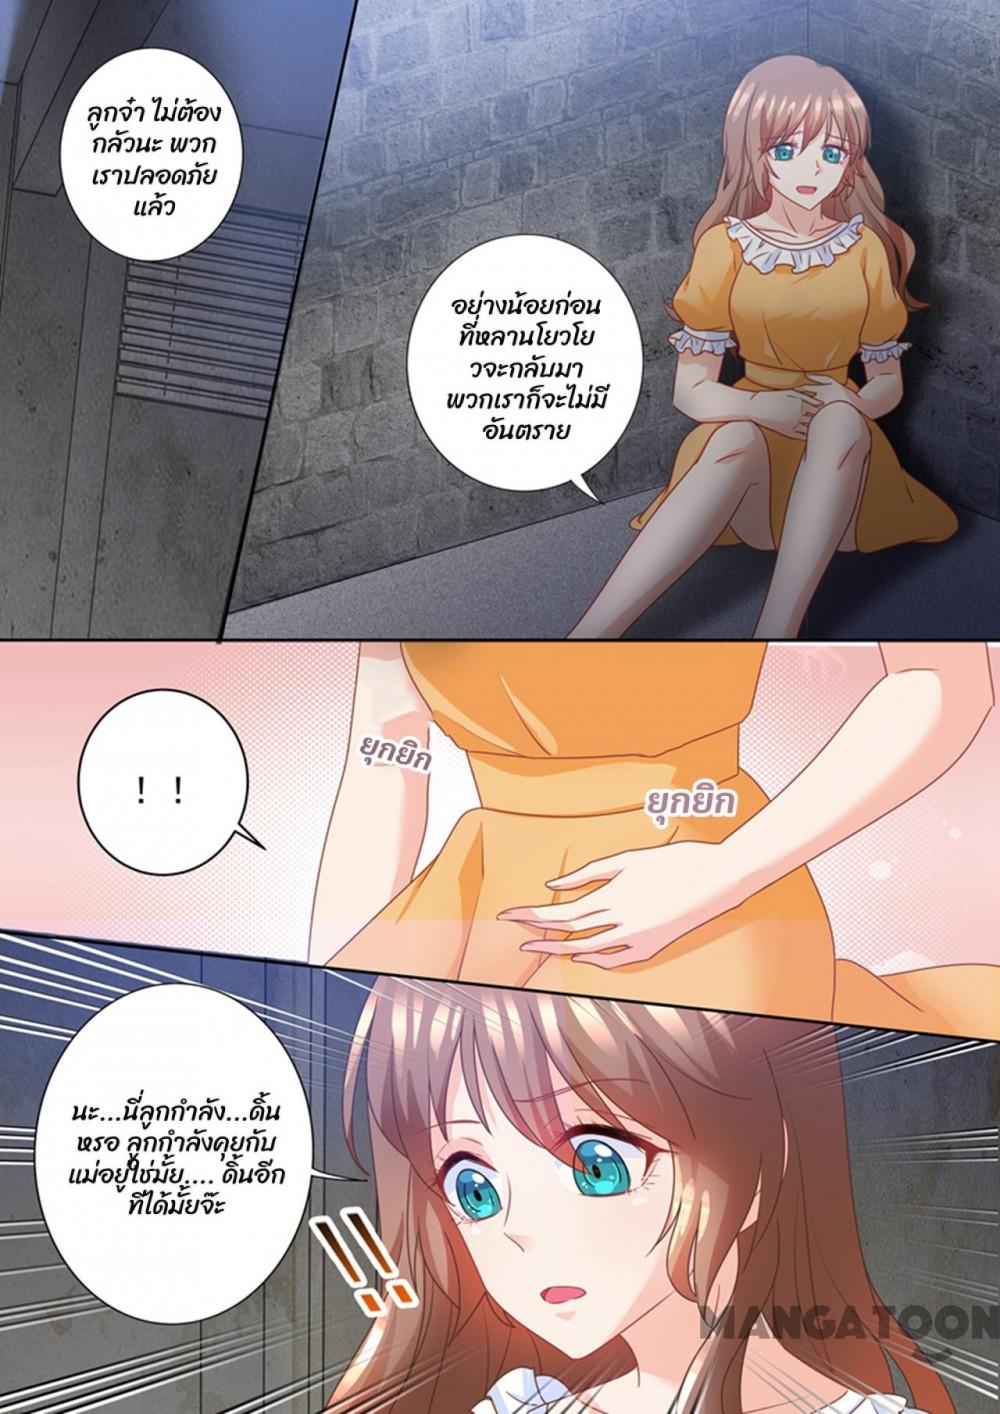 ลูกจ๋า ไม่ต้อง
กลัวนะ พวก
เราปลอดภัย
แล้ว
อย่างน้อยก่อน
ที่หลานโยวโย
วจะกลับมา
พวกเราก็จะไม่มี
อันตราย
! !
ยุกยิก
ยุกยิก
นะ...นี่ลูกกำลัง...ดิ้น
หรอ ลูกกำลังคุยกับ
แม่อยู่ใช่มั้ย.... ดิ้นอีก
ทีได้มั้ยจ๊ะ
!!
MANGATOON